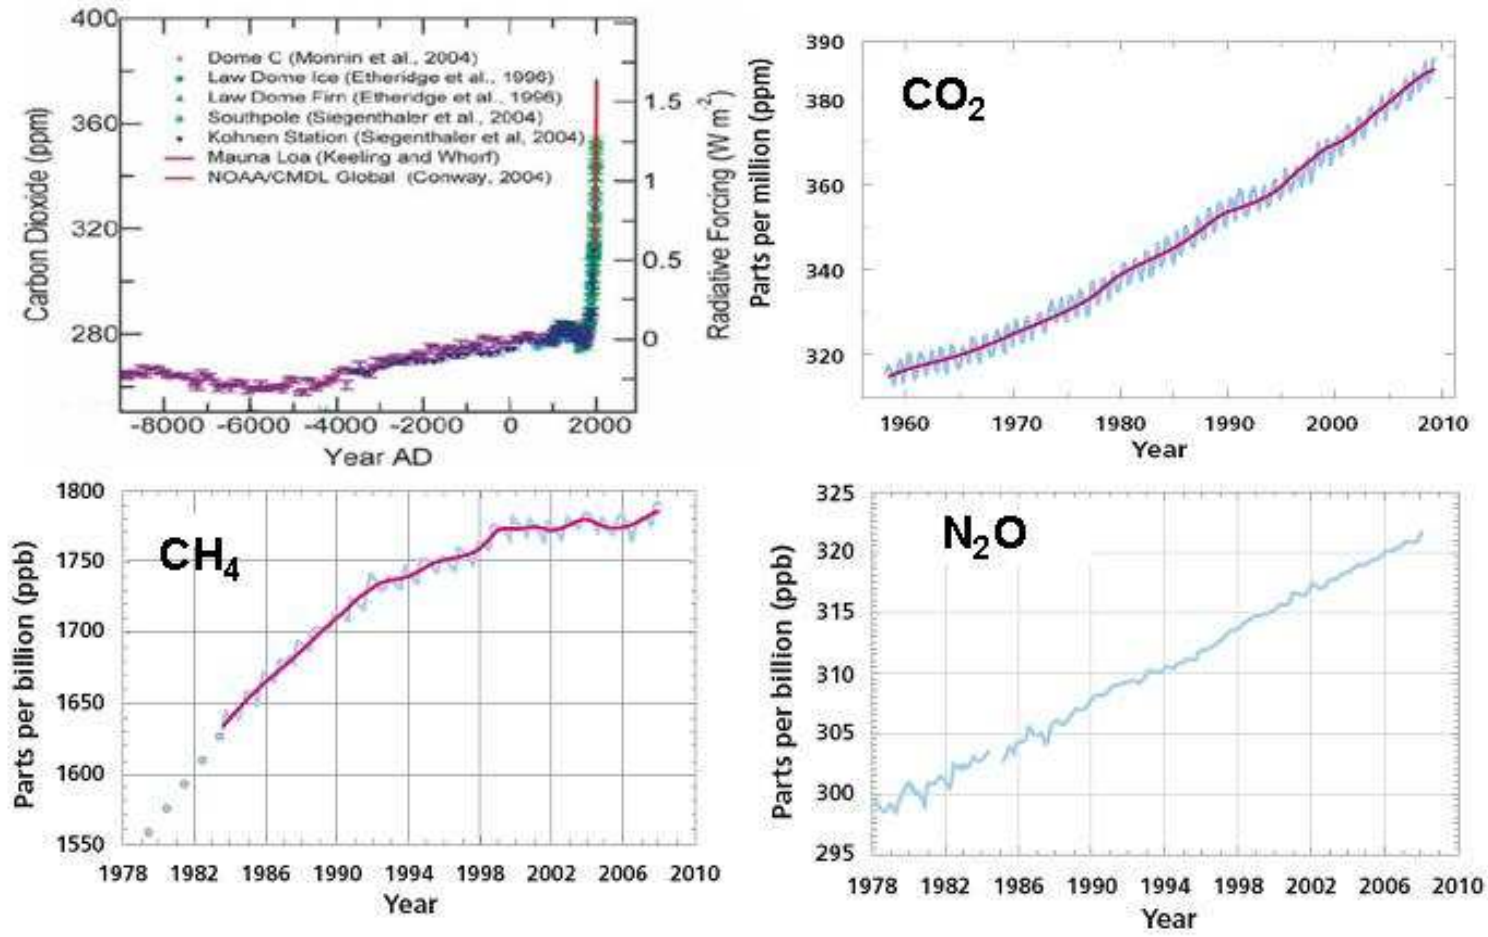 400
360
320
280
Carbon Dioxide (ppm)
Dome C (Monnin et al., 2004)
Law Dome Ice (Etheridge et al., 1996)
Law Dome Firn (Etheridge et al., 1996)
Southpole (Siegenthaler et al., 2004)
Kohnen Station (Siegenthaler et al, 2004)
Mauna Loa (Keeling and Whorf)
NOAA/CMDL Global (Conway, 2004)
1.5
1
0.5
0
Radiative Forcing (W m-2)
-8000 -6000 -4000 -2000 0 2000
Year AD
CO2
390
380
360
340
320
Parts per million (ppm)
1960 1970 1980 1990 2000 2010
Year
CH4
1800
1750
1700
1650
1600
1550
Parts per billion (ppb)
1978 1982 1986 1990 1994 1998 2002 2006 2010
Year
N2O
325
320
315
310
305
300
295
Parts per billion (ppb)
1978 1982 1986 1990 1994 1998 2002 2006 2010
Year